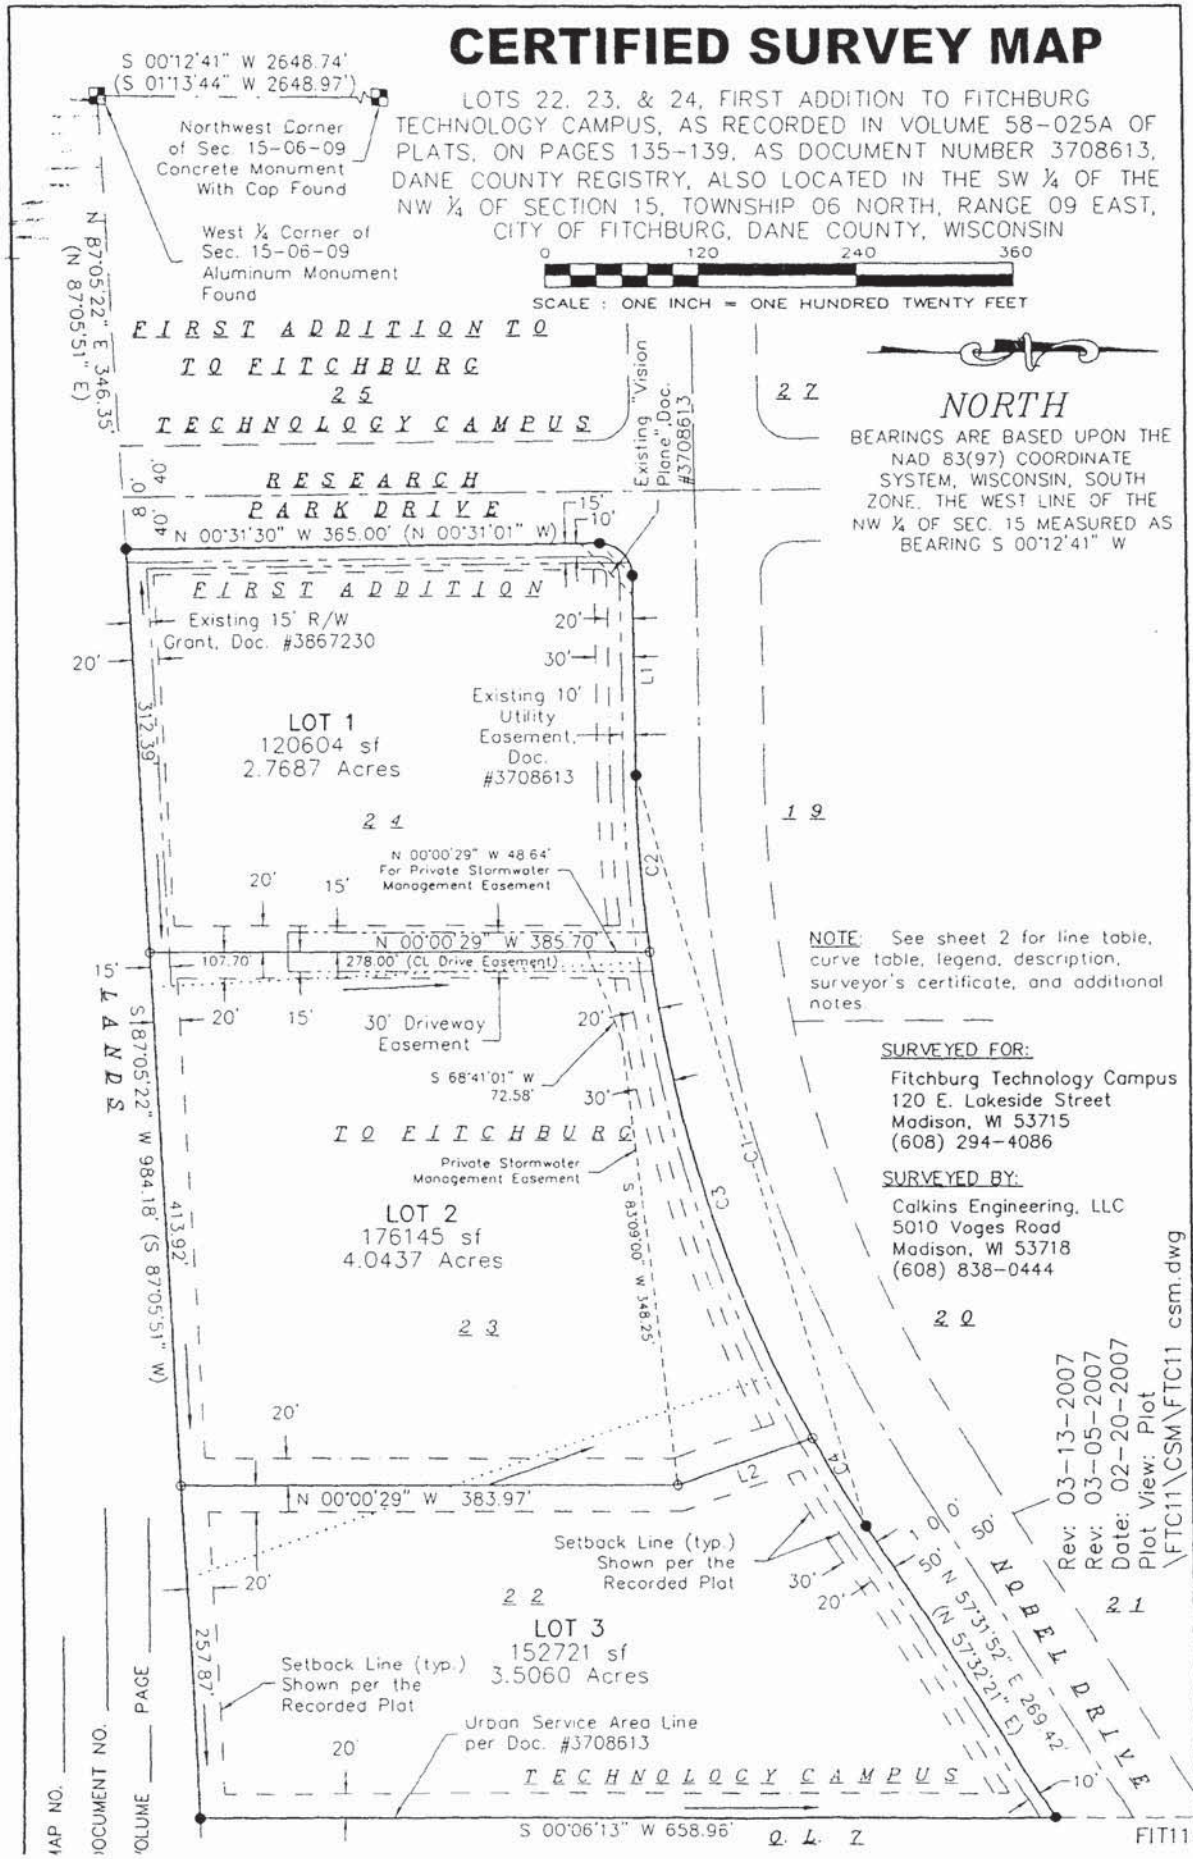 CERTIFIED SURVEY MAP
S 00°12'41" W 2648.74'
(S 01°13'44" W 2648.97')
LOTS 22, 23, & 24, FIRST ADDITION TO FITCHBURG
TECHNOLOGY CAMPUS, AS RECORDED IN VOLUME 58-025A OF
PLATS, ON PAGES 135-139, AS DOCUMENT NUMBER 3708613,
DANE COUNTY REGISTRY, ALSO LOCATED IN THE SW ¼ OF THE
NW ¼ OF SECTION 15, TOWNSHIP 06 NORTH, RANGE 09 EAST,
CITY OF FITCHBURG, DANE COUNTY, WISCONSIN
Northwest Corner
of Sec. 15-06-09
Concrete Monument
With Cap Found
West ¼ Corner of
Sec. 15-06-09
Aluminum Monument
Found
N 87°05'22" E 346.35'
(N 87°05'51" E)
0 120 240 360
SCALE : ONE INCH = ONE HUNDRED TWENTY FEET
FIRST ADDITION TO
TO FITCHBURG
25
TECHNOLOGY CAMPUS
Existing "Vision
Plane", Doc.
#3708613
27
NORTH
BEARINGS ARE BASED UPON THE
NAD 83(97) COORDINATE
SYSTEM, WISCONSIN, SOUTH
ZONE. THE WEST LINE OF THE
NW ¼ OF SEC. 15 MEASURED AS
BEARING S 00°12'41" W
RESEARCH
PARK DRIVE
80'
40'
40'
N 00°31'30" W 365.00' (N 00°31'01" W)
15'
10'
FIRST ADDITION
Existing 15' R/W
Grant, Doc. #3867230
20'
20'
30'
L1
Existing 10'
Utility
Easement,
Doc.
#3708613
312.39'
LOT 1
120604 sf
2.7687 Acres
24
19
N 00°00'29" W 48.64'
For Private Stormwater
Management Easement
C2
20'
15'
N 00°00'29" W 385.70'
107.70'
278.00' (CL Drive Easement)
15'
20'
15'
30' Driveway
Easement
20'
S 68°41'01" W
72.58'
30'
LANDS
S 87°05'22" W 984.18' (S 87°05'51" W)
NOTE: See sheet 2 for line table,
curve table, legend, description,
surveyor's certificate, and additional
notes.
SURVEYED FOR:
Fitchburg Technology Campus
120 E. Lakeside Street
Madison, WI 53715
(608) 294-4086
SURVEYED BY:
Calkins Engineering, LLC
5010 Voges Road
Madison, WI 53718
(608) 838-0444
TO FITCHBURG
Private Stormwater
Management Easement
C1
C3
S 83°09'00" W 348.25'
413.92'
LOT 2
176145 sf
4.0437 Acres
23
20
20'
N 00°00'29" W 383.97'
L2
C4
Rev: 03-13-2007
Rev: 03-05-2007
Date: 02-20-2007
Plot View: Plot
\FTC11\CSM\FTC11 csm.dwg
20'
Setback Line (typ.)
Shown per the
Recorded Plat
30'
20'
100'
50'
50'
N 57°31'52" E 269.42'
(N 57°32'21" E)
NOBEL DRIVE
21
22
LOT 3
152721 sf
3.5060 Acres
257.87'
Setback Line (typ.)
Shown per the
Recorded Plat
Urban Service Area Line
per Doc. #3708613
20'
TECHNOLOGY CAMPUS
10'
S 00°06'13" W 658.96'
O.L. 7
FIT11
MAP NO.
DOCUMENT NO.
VOLUME PAGE